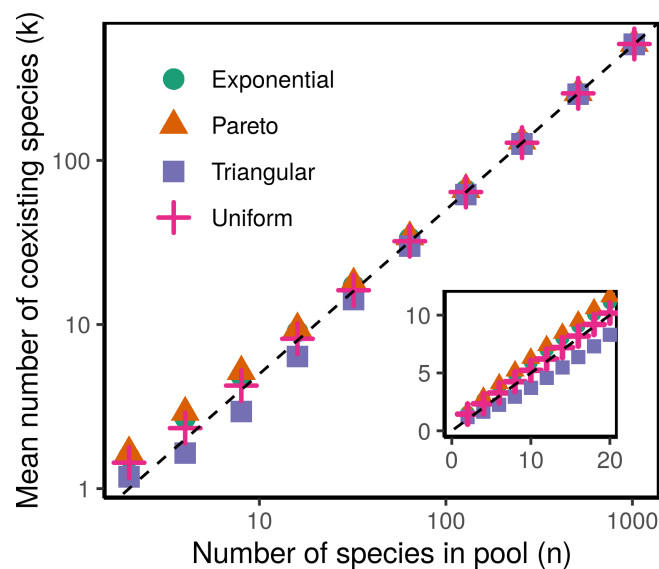 Mean number of coexisting species (k)
100
10
1
Exponential
Pareto
Triangular
Uniform
10
5
0
0 10 20
10 100 1000
Number of species in pool (n)